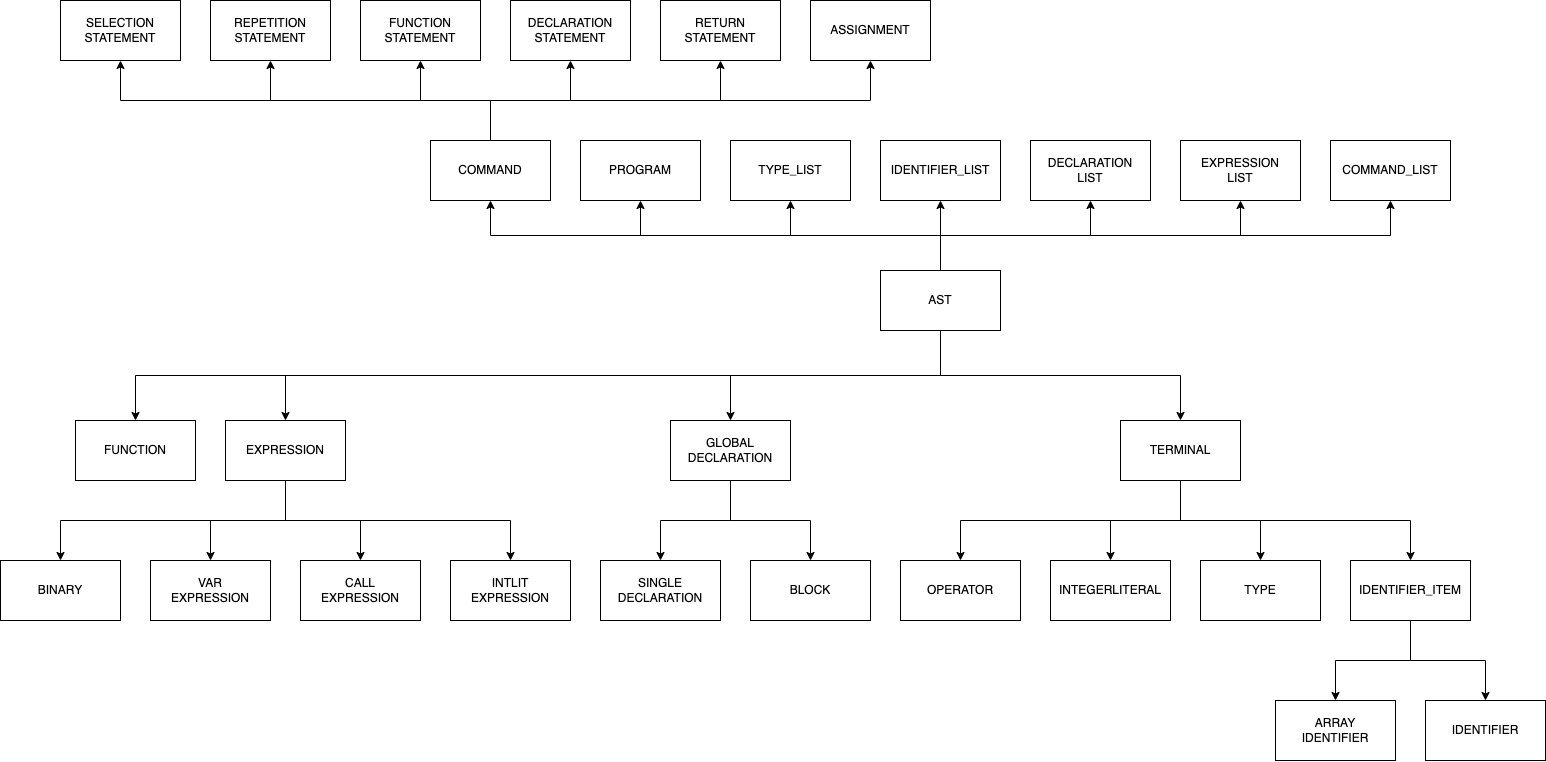 SELECTION
STATEMENT
REPETITION
STATEMENT
FUNCTION
STATEMENT
DECLARATION
STATEMENT
RETURN
STATEMENT
ASSIGNMENT
COMMAND
PROGRAM
TYPE_LIST
IDENTIFIER_LIST
DECLARATION
LIST
EXPRESSION
LIST
COMMAND_LIST
AST
FUNCTION
EXPRESSION
GLOBAL
DECLARATION
TERMINAL
BINARY
VAR
EXPRESSION
CALL
EXPRESSION
INTLIT
EXPRESSION
SINGLE
DECLARATION
BLOCK
OPERATOR
INTEGERLITERAL
TYPE
IDENTIFIER_ITEM
ARRAY
IDENTIFIER
IDENTIFIER